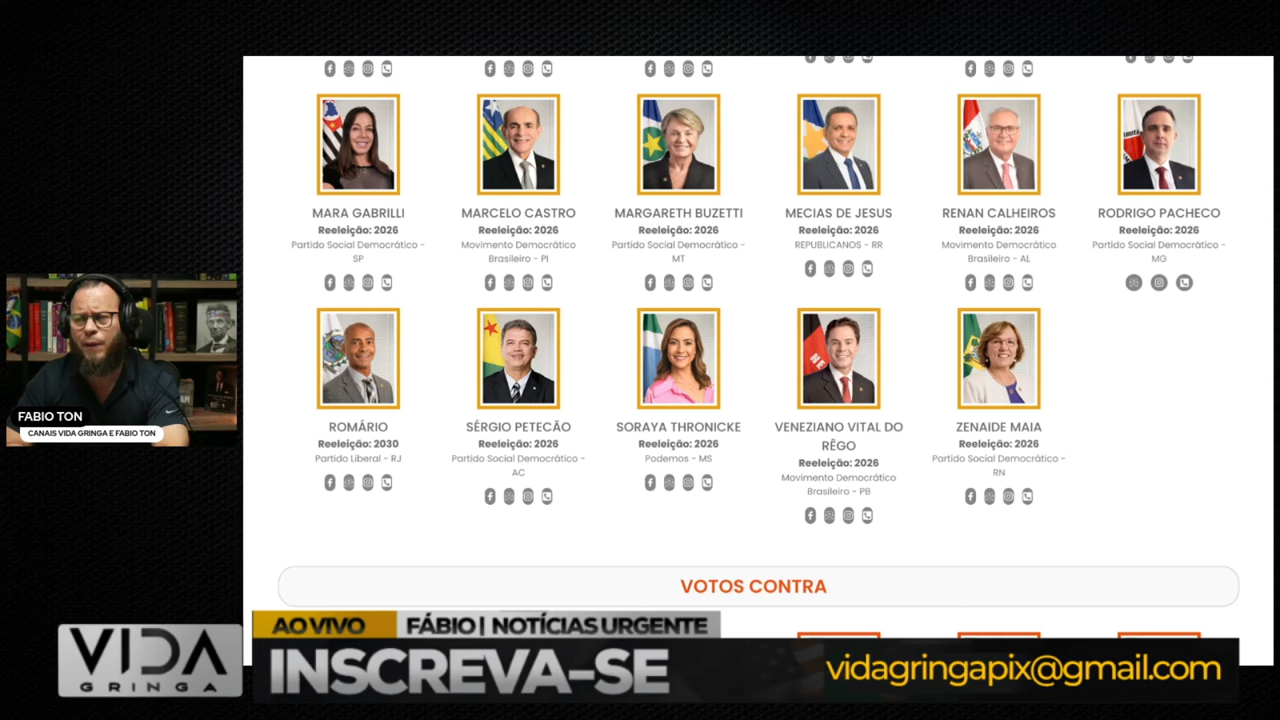 MARA GABRILLI
Reeleição: 2026
Partido Social Democrático -
SP
MARCELO CASTRO
Reeleição: 2026
Movimento Democrático
Brasileiro - PI
MARGARETH BUZETTI
Reeleição: 2026
Partido Social Democrático -
MT
MECIAS DE JESUS
Reeleição: 2026
REPUBLICANOS - RR
RENAN CALHEIROS
Reeleição: 2026
Movimento Democrático
Brasileiro - AL
RODRIGO PACHECO
Reeleição: 2026
Partido Social Democrático -
MG
ROMÁRIO
Reeleição: 2030
Partido Liberal - RJ
SÉRGIO PETECÃO
Reeleição: 2026
Partido Social Democrático -
AC
SORAYA THRONICKE
Reeleição: 2026
Podemos - MS
VENEZIANO VITAL DO
RÊGO
Reeleição: 2026
Movimento Democrático
Brasileiro - PB
ZENAIDE MAIA
Reeleição: 2026
Partido Social Democrático -
RN
FABIO TON
CANAIS VIDA GRINGA E FABIO TON
VOTOS CONTRA
AO VIVO
FÁBIO | NOTÍCIAS URGENTE
VIDA
GRINGA
INSCREVA-SE
vidagringapix@gmail.com